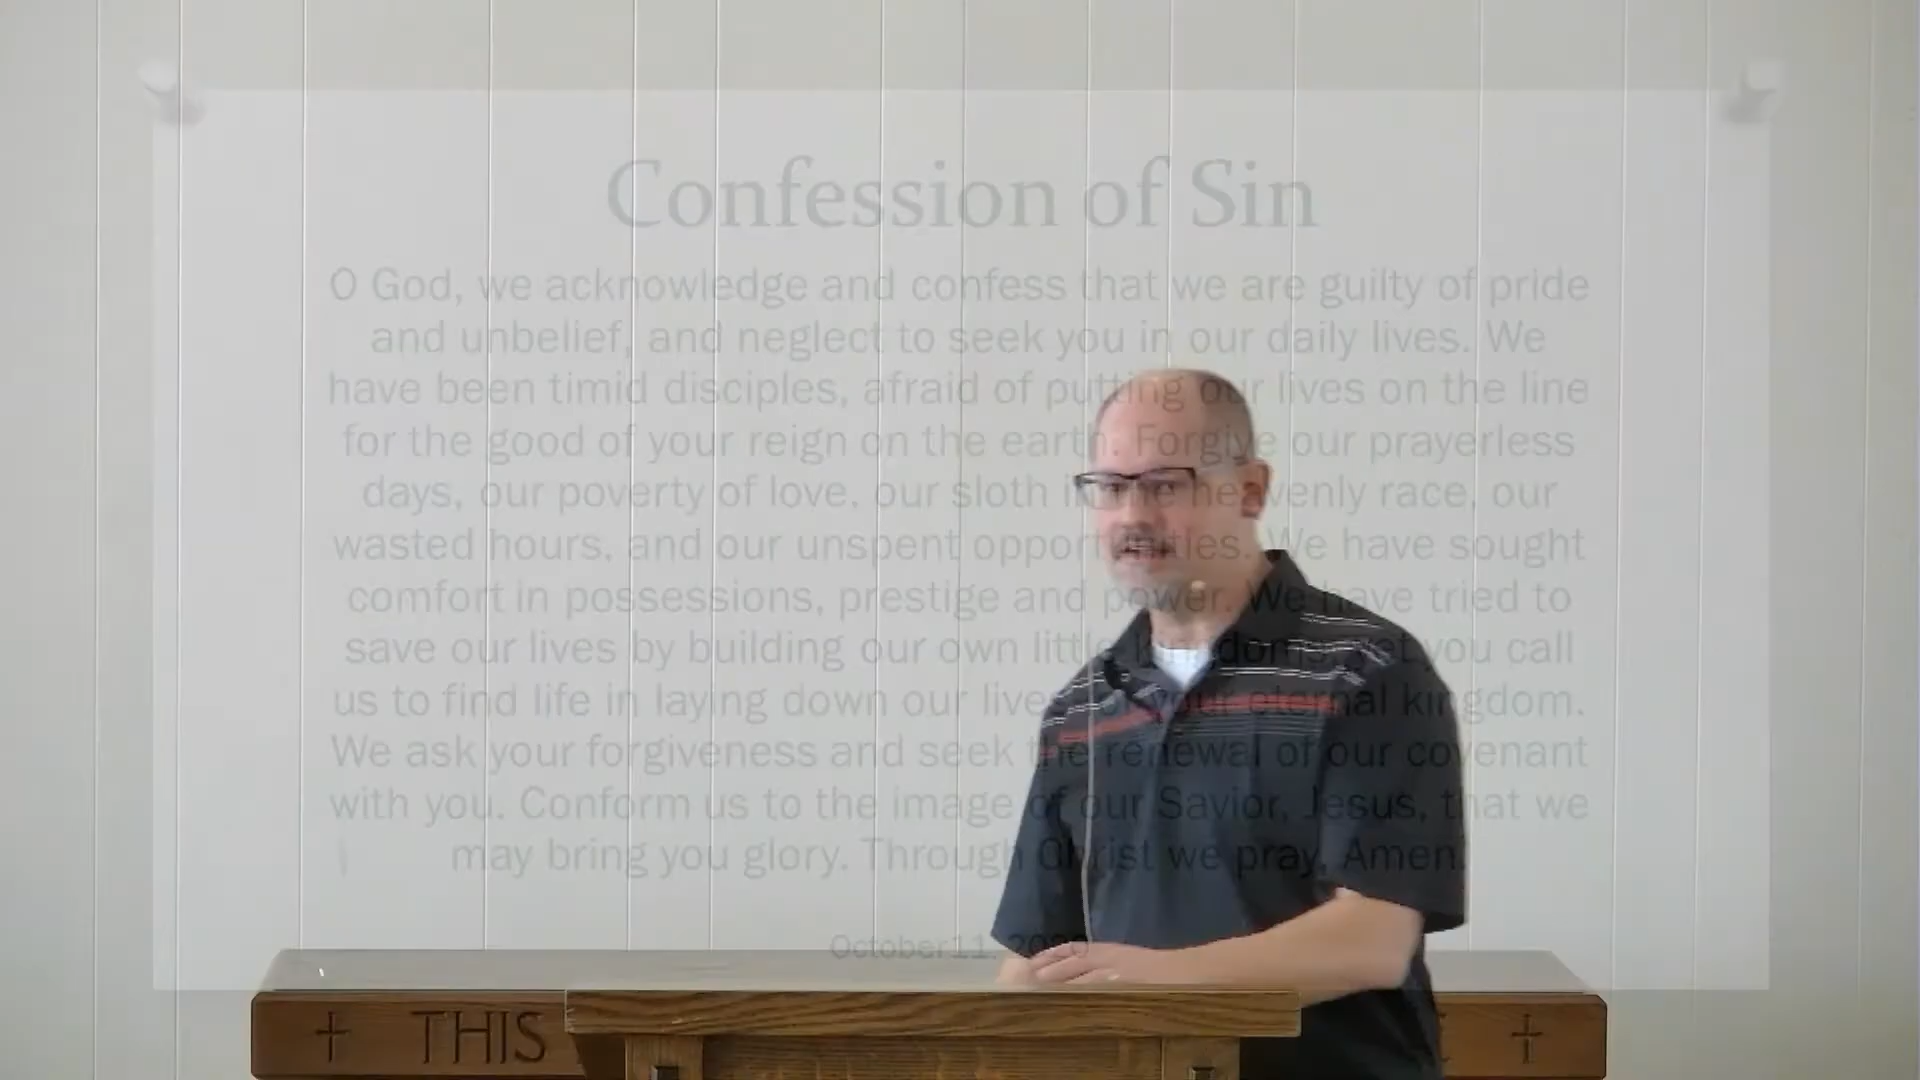 Confession of Sin
O God, we acknowledge and confess that we are guilty of pride
and unbelief, and neglect to seek you in our daily lives. We
have been timid disciples, afraid of putting our lives on the line
for the good of your reign on the earth. Forgive our prayerless
days, our poverty of love, our sloth in the heavenly race, our
wasted hours, and our unspent opportunities. We have sought
comfort in possessions, prestige and power. We have tried to
save our lives by building our own little kingdoms, yet you call
us to find life in laying down our lives for your eternal kingdom.
We ask your forgiveness and seek the renewal of our covenant
with you. Conform us to the image of our Savior, Jesus, that we
may bring you glory. Through Christ we pray, Amen.
October 11, 2020
THIS